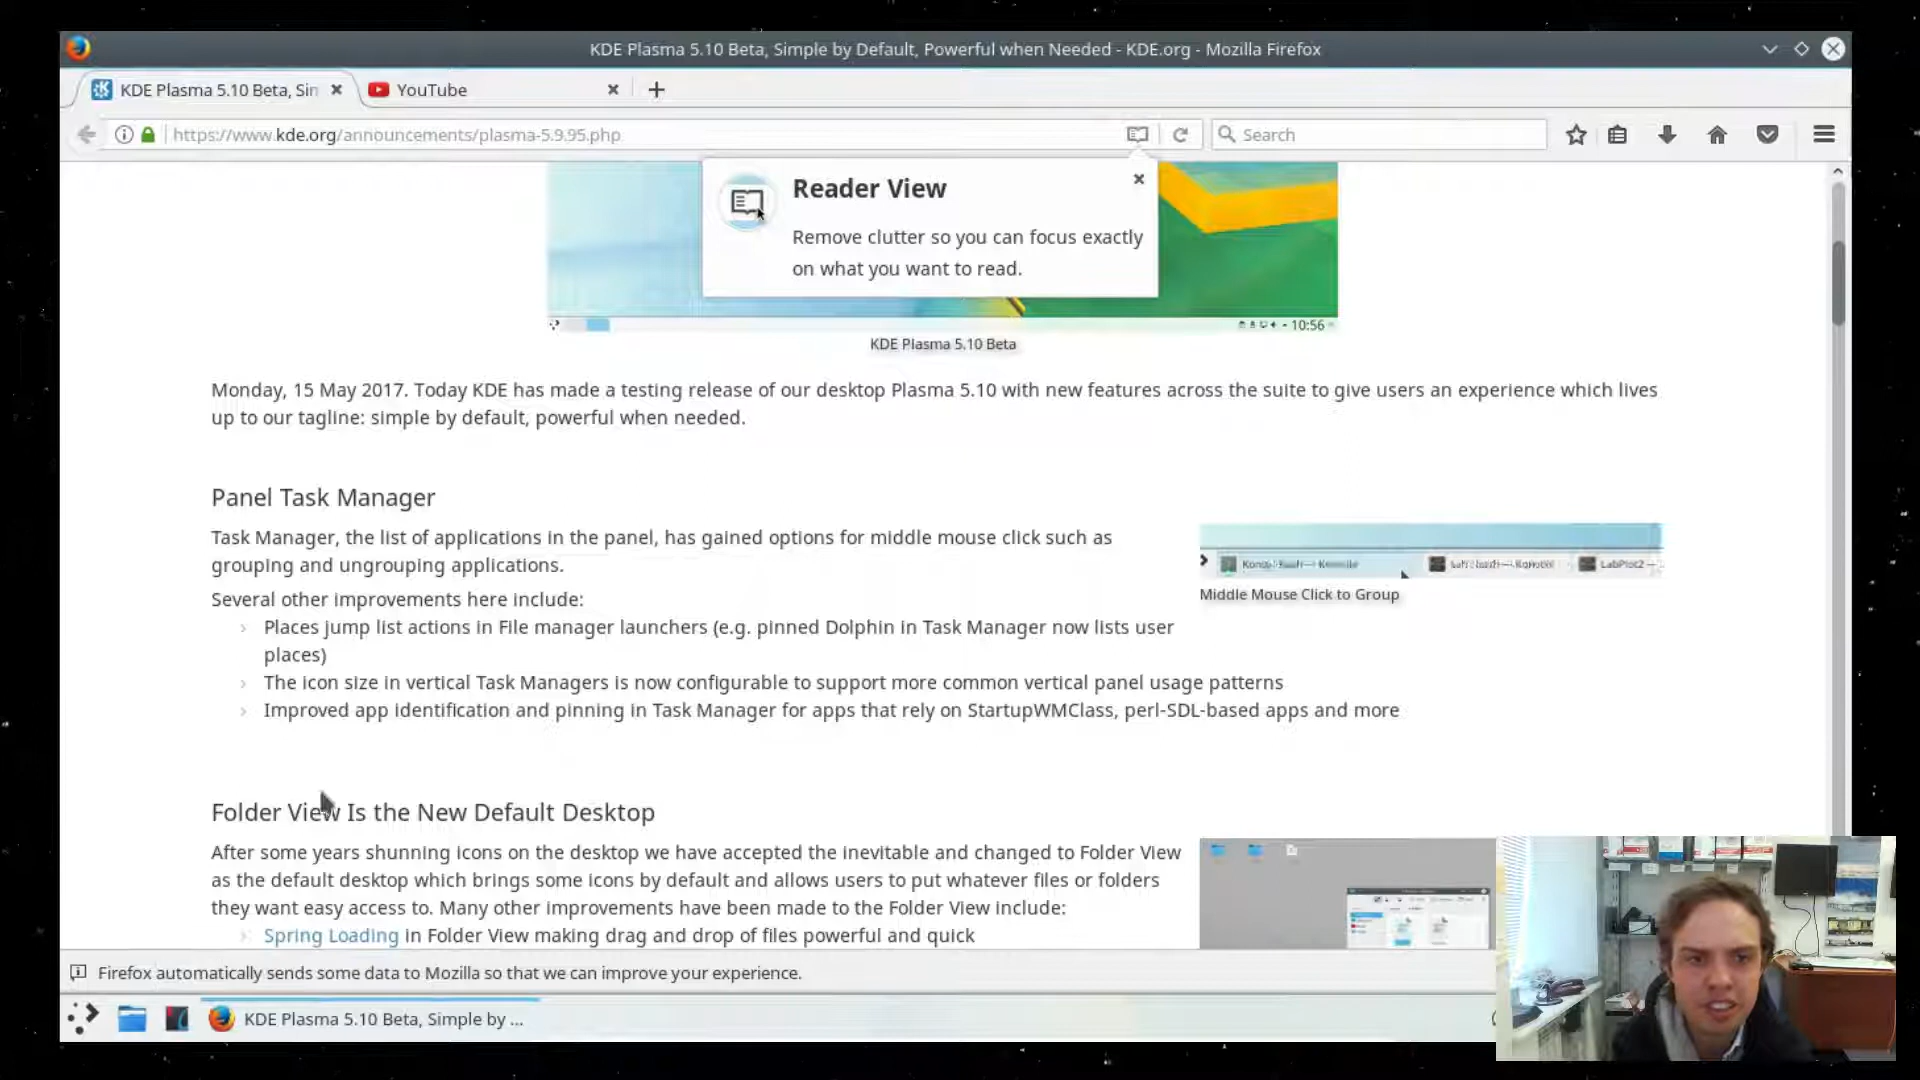 KDE Plasma 5.10 Beta, Simple by Default, Powerful when Needed - KDE.org - Mozilla Firefox
KDE Plasma 5.10 Beta, Sin
YouTube
https://www.kde.org/announcements/plasma-5.9.95.php
Search
Reader View
Remove clutter so you can focus exactly
on what you want to read.
10:56
KDE Plasma 5.10 Beta
Monday, 15 May 2017. Today KDE has made a testing release of our desktop Plasma 5.10 with new features across the suite to give users an experience which lives
up to our tagline: simple by default, powerful when needed.
Panel Task Manager
Task Manager, the list of applications in the panel, has gained options for middle mouse click such as
grouping and ungrouping applications.
Middle Mouse Click to Group
Several other improvements here include:
Places jump list actions in File manager launchers (e.g. pinned Dolphin in Task Manager now lists user
places)
The icon size in vertical Task Managers is now configurable to support more common vertical panel usage patterns
Improved app identification and pinning in Task Manager for apps that rely on StartupWMClass, perl-SDL-based apps and more
Folder View Is the New Default Desktop
After some years shunning icons on the desktop we have accepted the inevitable and changed to Folder View
as the default desktop which brings some icons by default and allows users to put whatever files or folders
they want easy access to. Many other improvements have been made to the Folder View include:
Spring Loading in Folder View making drag and drop of files powerful and quick
Firefox automatically sends some data to Mozilla so that we can improve your experience.
KDE Plasma 5.10 Beta, Simple by ...